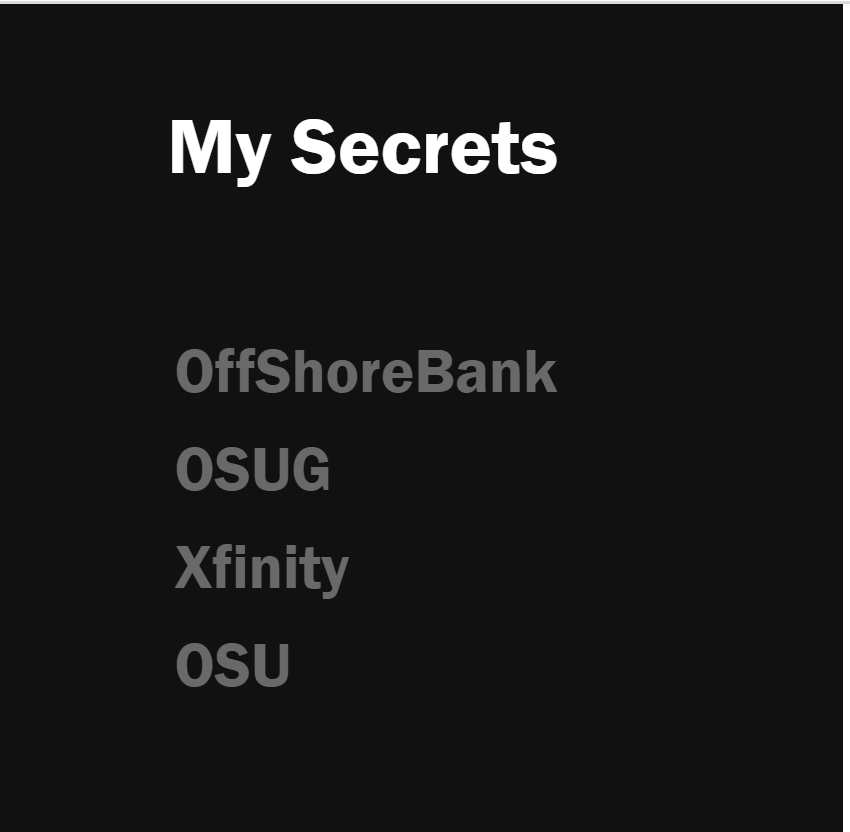 My Secrets
OffShoreBank
OSUG
Xfinity
OSU